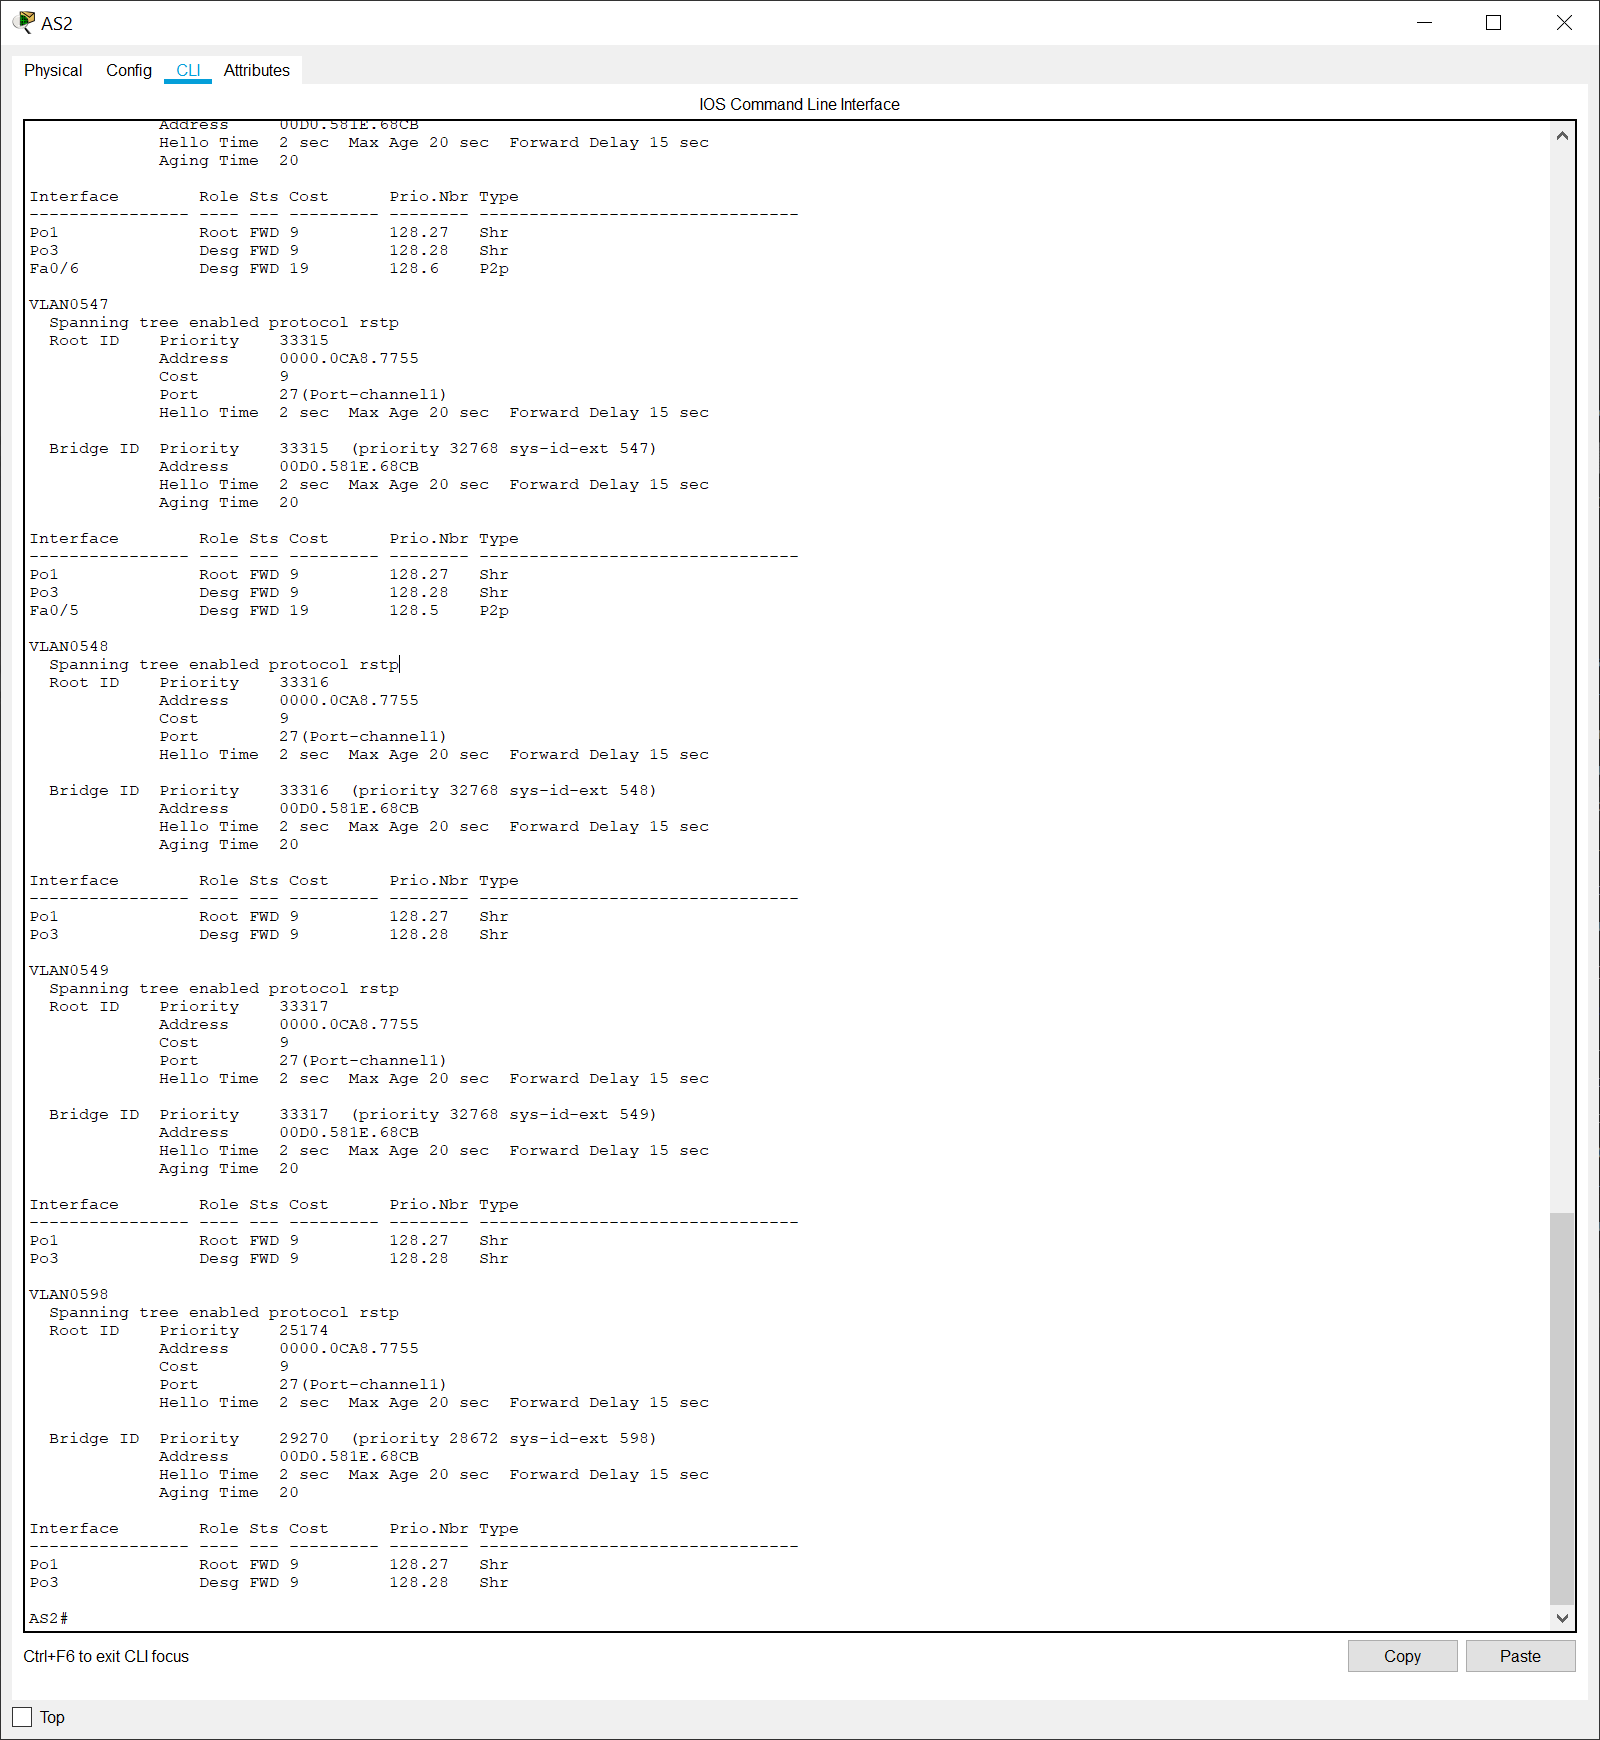 AS2
Physical Config CLI Attributes
IOS Command Line Interface
Address 00D0.581E.68CB
Hello Time 2 sec Max Age 20 sec Forward Delay 15 sec
Aging Time 20
Interface Role Sts Cost Prio.Nbr Type
---------------- ---- --- --------- -------- --------------------------------
Po1 Root FWD 9 128.27 Shr
Po3 Desg FWD 9 128.28 Shr
Fa0/6 Desg FWD 19 128.6 P2p
VLAN0547
Spanning tree enabled protocol rstp
Root ID Priority 33315
Address 0000.0CA8.7755
Cost 9
Port 27(Port-channel1)
Hello Time 2 sec Max Age 20 sec Forward Delay 15 sec
Bridge ID Priority 33315 (priority 32768 sys-id-ext 547)
Address 00D0.581E.68CB
Hello Time 2 sec Max Age 20 sec Forward Delay 15 sec
Aging Time 20
Interface Role Sts Cost Prio.Nbr Type
---------------- ---- --- --------- -------- --------------------------------
Po1 Root FWD 9 128.27 Shr
Po3 Desg FWD 9 128.28 Shr
Fa0/5 Desg FWD 19 128.5 P2p
VLAN0548
Spanning tree enabled protocol rstp
Root ID Priority 33316
Address 0000.0CA8.7755
Cost 9
Port 27(Port-channel1)
Hello Time 2 sec Max Age 20 sec Forward Delay 15 sec
Bridge ID Priority 33316 (priority 32768 sys-id-ext 548)
Address 00D0.581E.68CB
Hello Time 2 sec Max Age 20 sec Forward Delay 15 sec
Aging Time 20
Interface Role Sts Cost Prio.Nbr Type
---------------- ---- --- --------- -------- --------------------------------
Po1 Root FWD 9 128.27 Shr
Po3 Desg FWD 9 128.28 Shr
VLAN0549
Spanning tree enabled protocol rstp
Root ID Priority 33317
Address 0000.0CA8.7755
Cost 9
Port 27(Port-channel1)
Hello Time 2 sec Max Age 20 sec Forward Delay 15 sec
Bridge ID Priority 33317 (priority 32768 sys-id-ext 549)
Address 00D0.581E.68CB
Hello Time 2 sec Max Age 20 sec Forward Delay 15 sec
Aging Time 20
Interface Role Sts Cost Prio.Nbr Type
---------------- ---- --- --------- -------- --------------------------------
Po1 Root FWD 9 128.27 Shr
Po3 Desg FWD 9 128.28 Shr
VLAN0598
Spanning tree enabled protocol rstp
Root ID Priority 25174
Address 0000.0CA8.7755
Cost 9
Port 27(Port-channel1)
Hello Time 2 sec Max Age 20 sec Forward Delay 15 sec
Bridge ID Priority 29270 (priority 28672 sys-id-ext 598)
Address 00D0.581E.68CB
Hello Time 2 sec Max Age 20 sec Forward Delay 15 sec
Aging Time 20
Interface Role Sts Cost Prio.Nbr Type
---------------- ---- --- --------- -------- --------------------------------
Po1 Root FWD 9 128.27 Shr
Po3 Desg FWD 9 128.28 Shr
AS2#
Ctrl+F6 to exit CLI focus
Copy Paste
Top